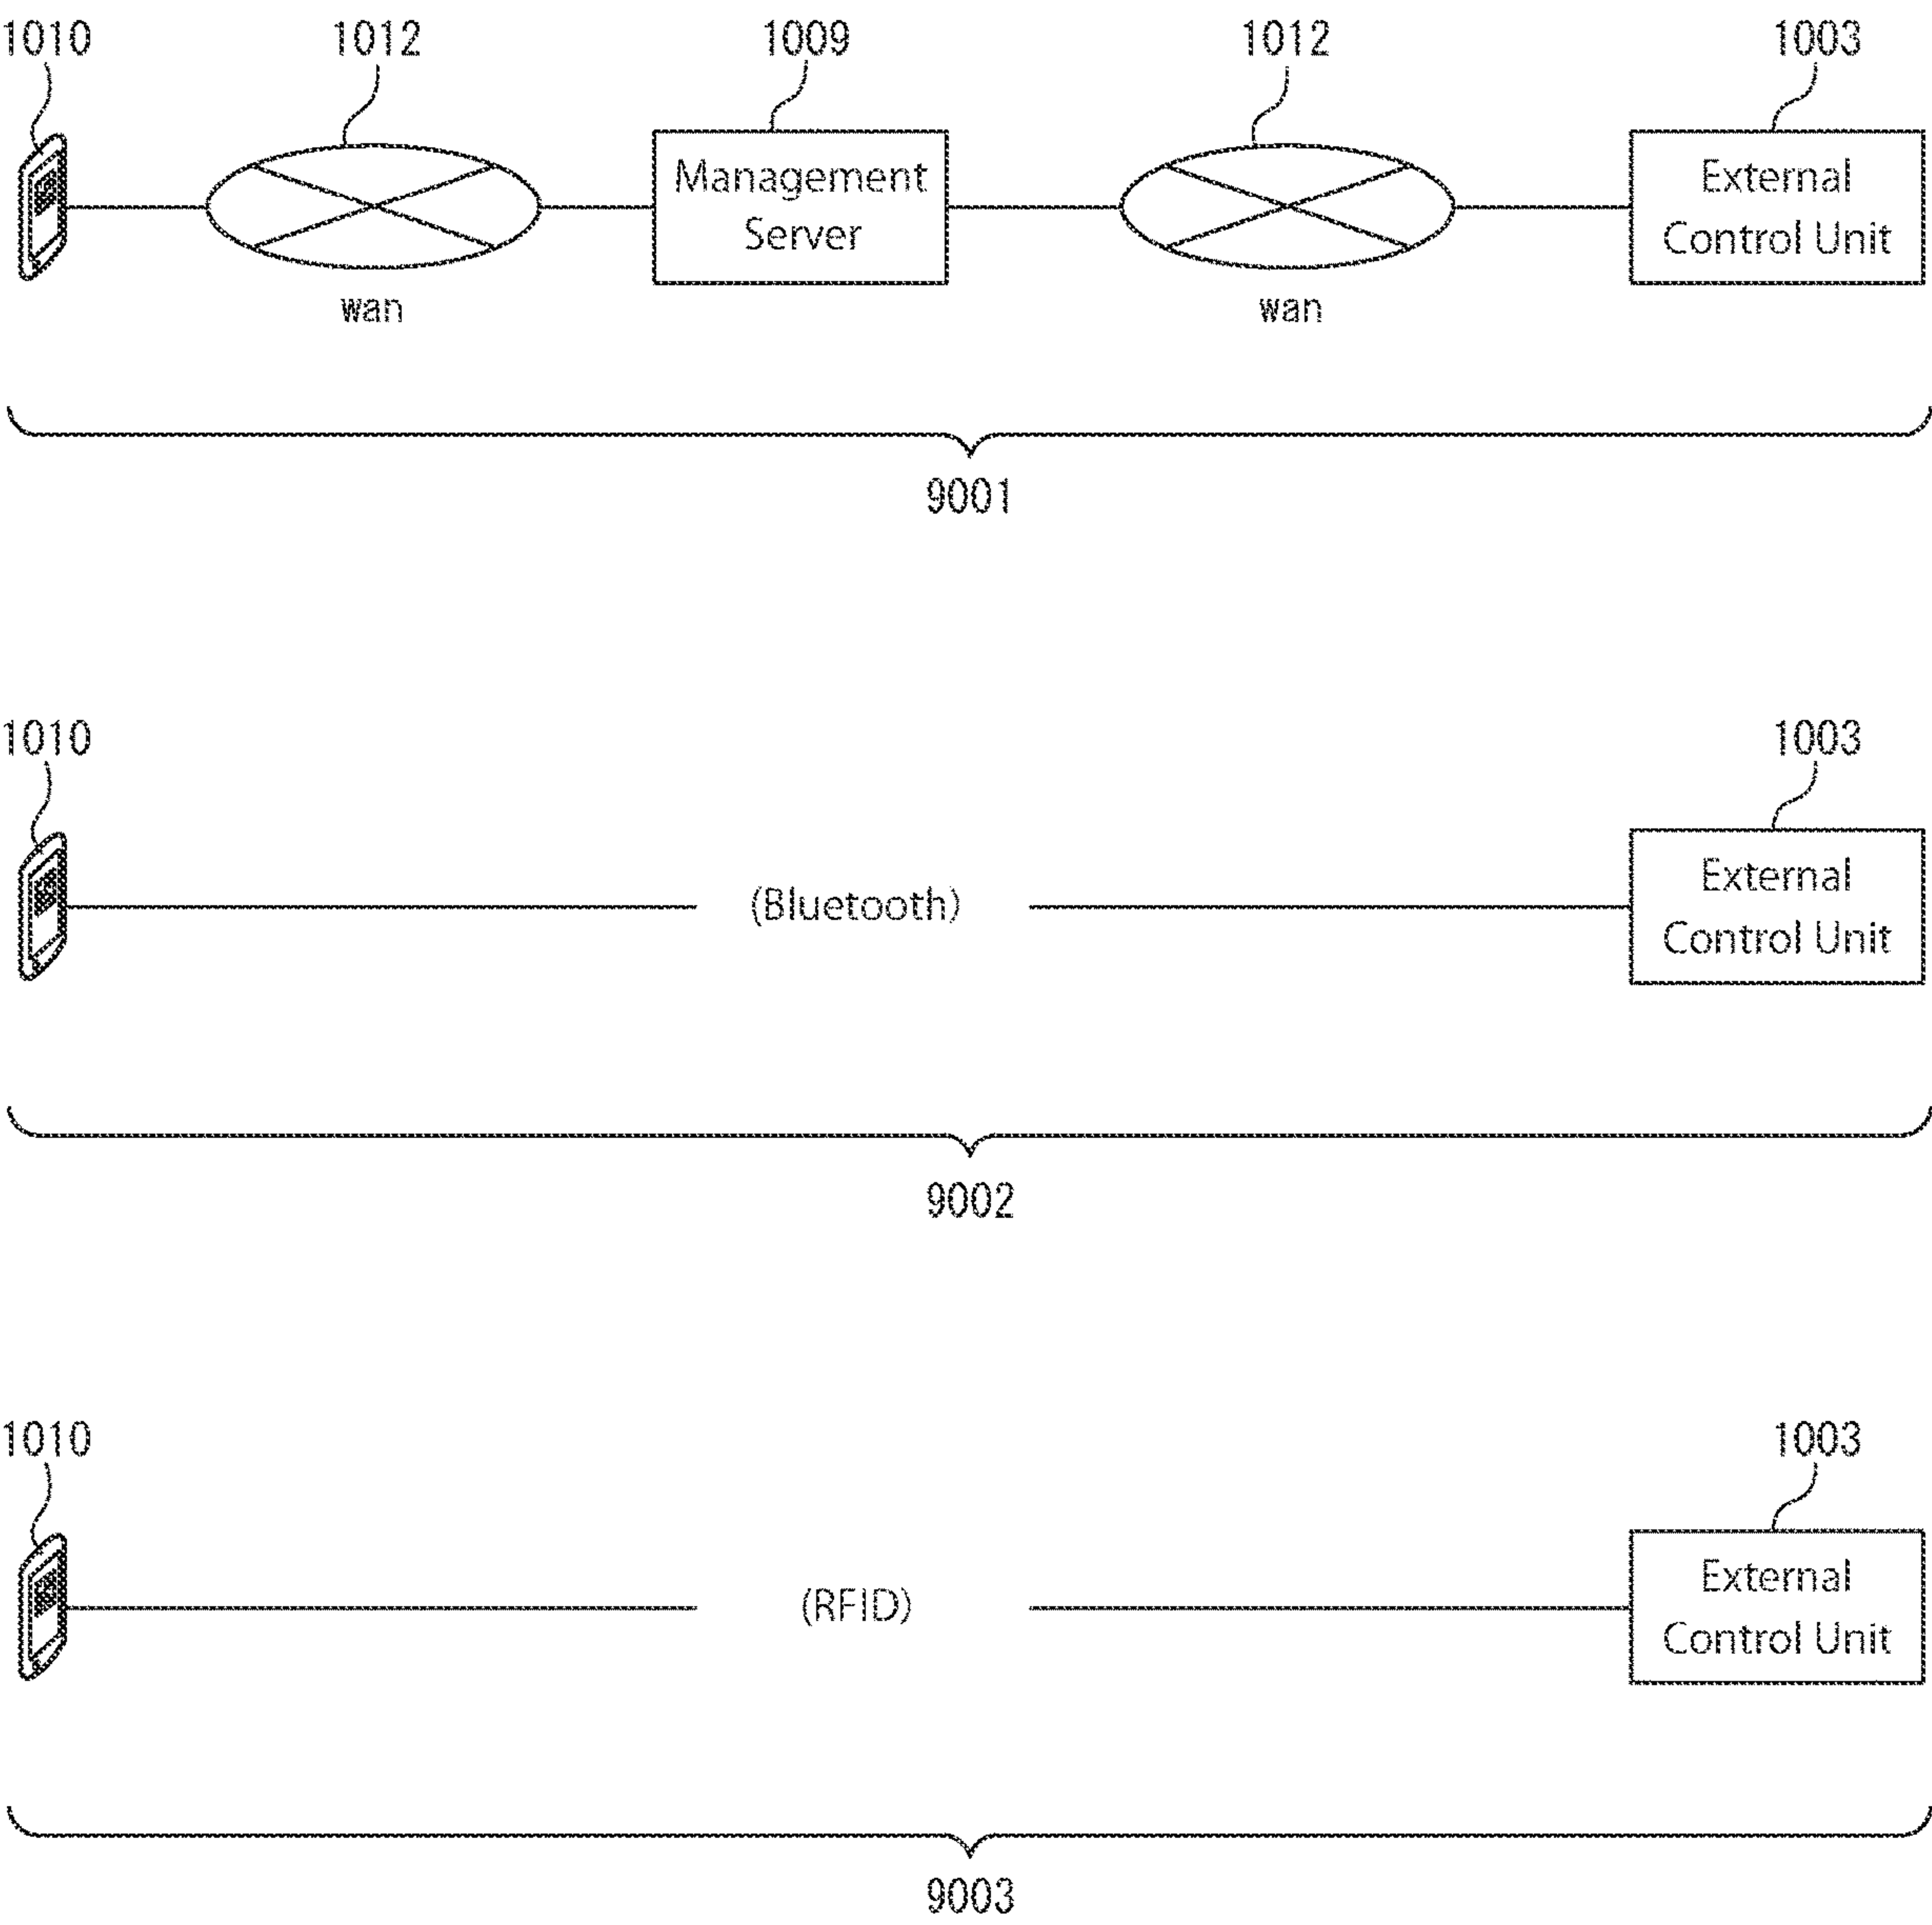 1010 1012 1009 1012 1003
Management
Server
External
Control Unit
wan wan
9001
1010 1003
(Bluetooth)
External
Control Unit
9002
1010 1003
(RFID)
External
Control Unit
9003